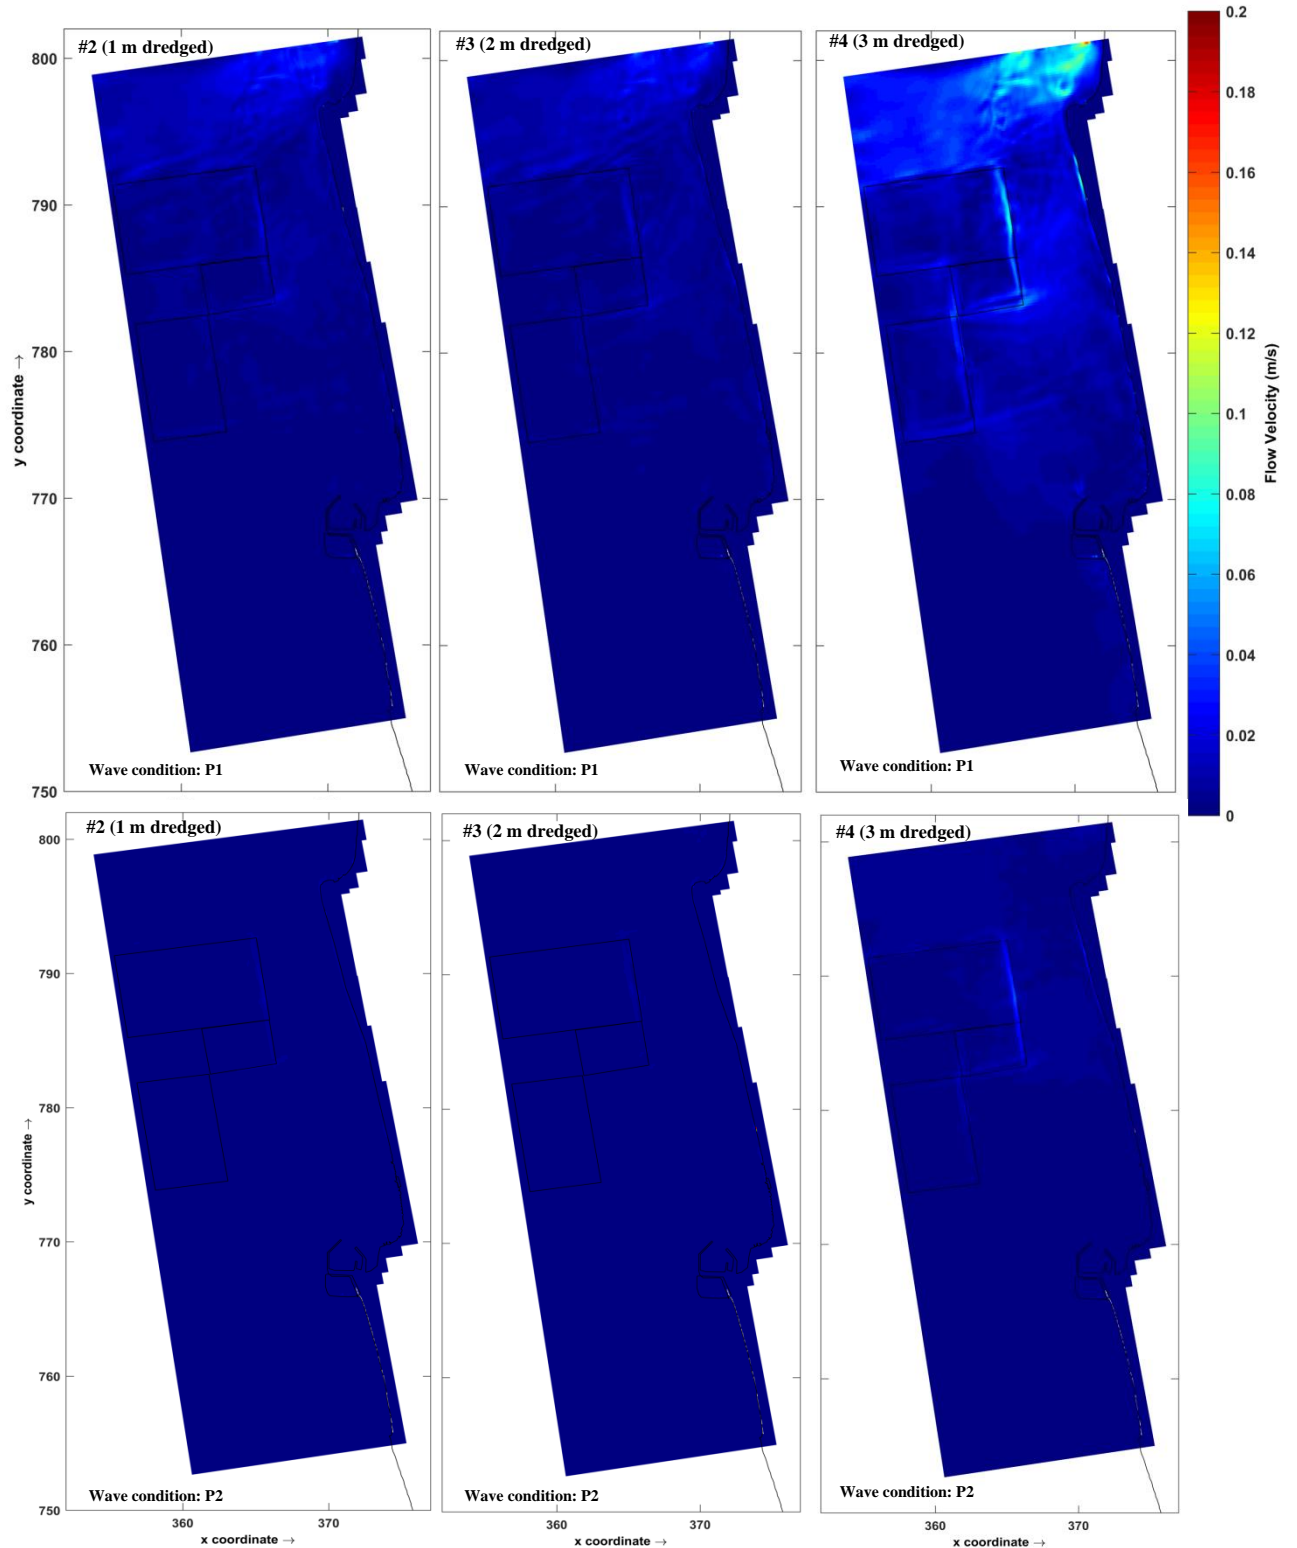 #2 (1 m dredged)
#3 (2 m dredged)
#4 (3 m dredged)
800
790
780
770
760
750
y coordinate →
Wave condition: P1
Wave condition: P1
Wave condition: P1
0.2
0.18
0.16
0.14
0.12
0.1
0.08
0.06
0.04
0.02
0
Flow Velocity (m/s)
#2 (1 m dredged)
#3 (2 m dredged)
#4 (3 m dredged)
800
790
780
770
760
750
y coordinate →
Wave condition: P2
Wave condition: P2
Wave condition: P2
360
370
360
370
360
370
x coordinate →
x coordinate →
x coordinate →